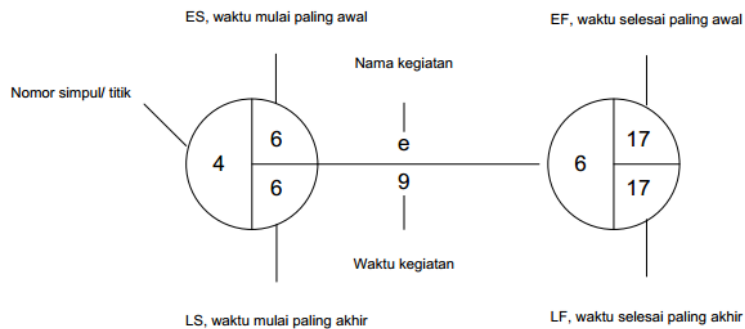 ES, waktu mulai paling awal
EF, waktu selesai paling awal
Nama kegiatan
Nomor simpul/ titik
4
6
6
e
9
6
17
17
Waktu kegiatan
LS, waktu mulai paling akhir
LF, waktu selesai paling akhir